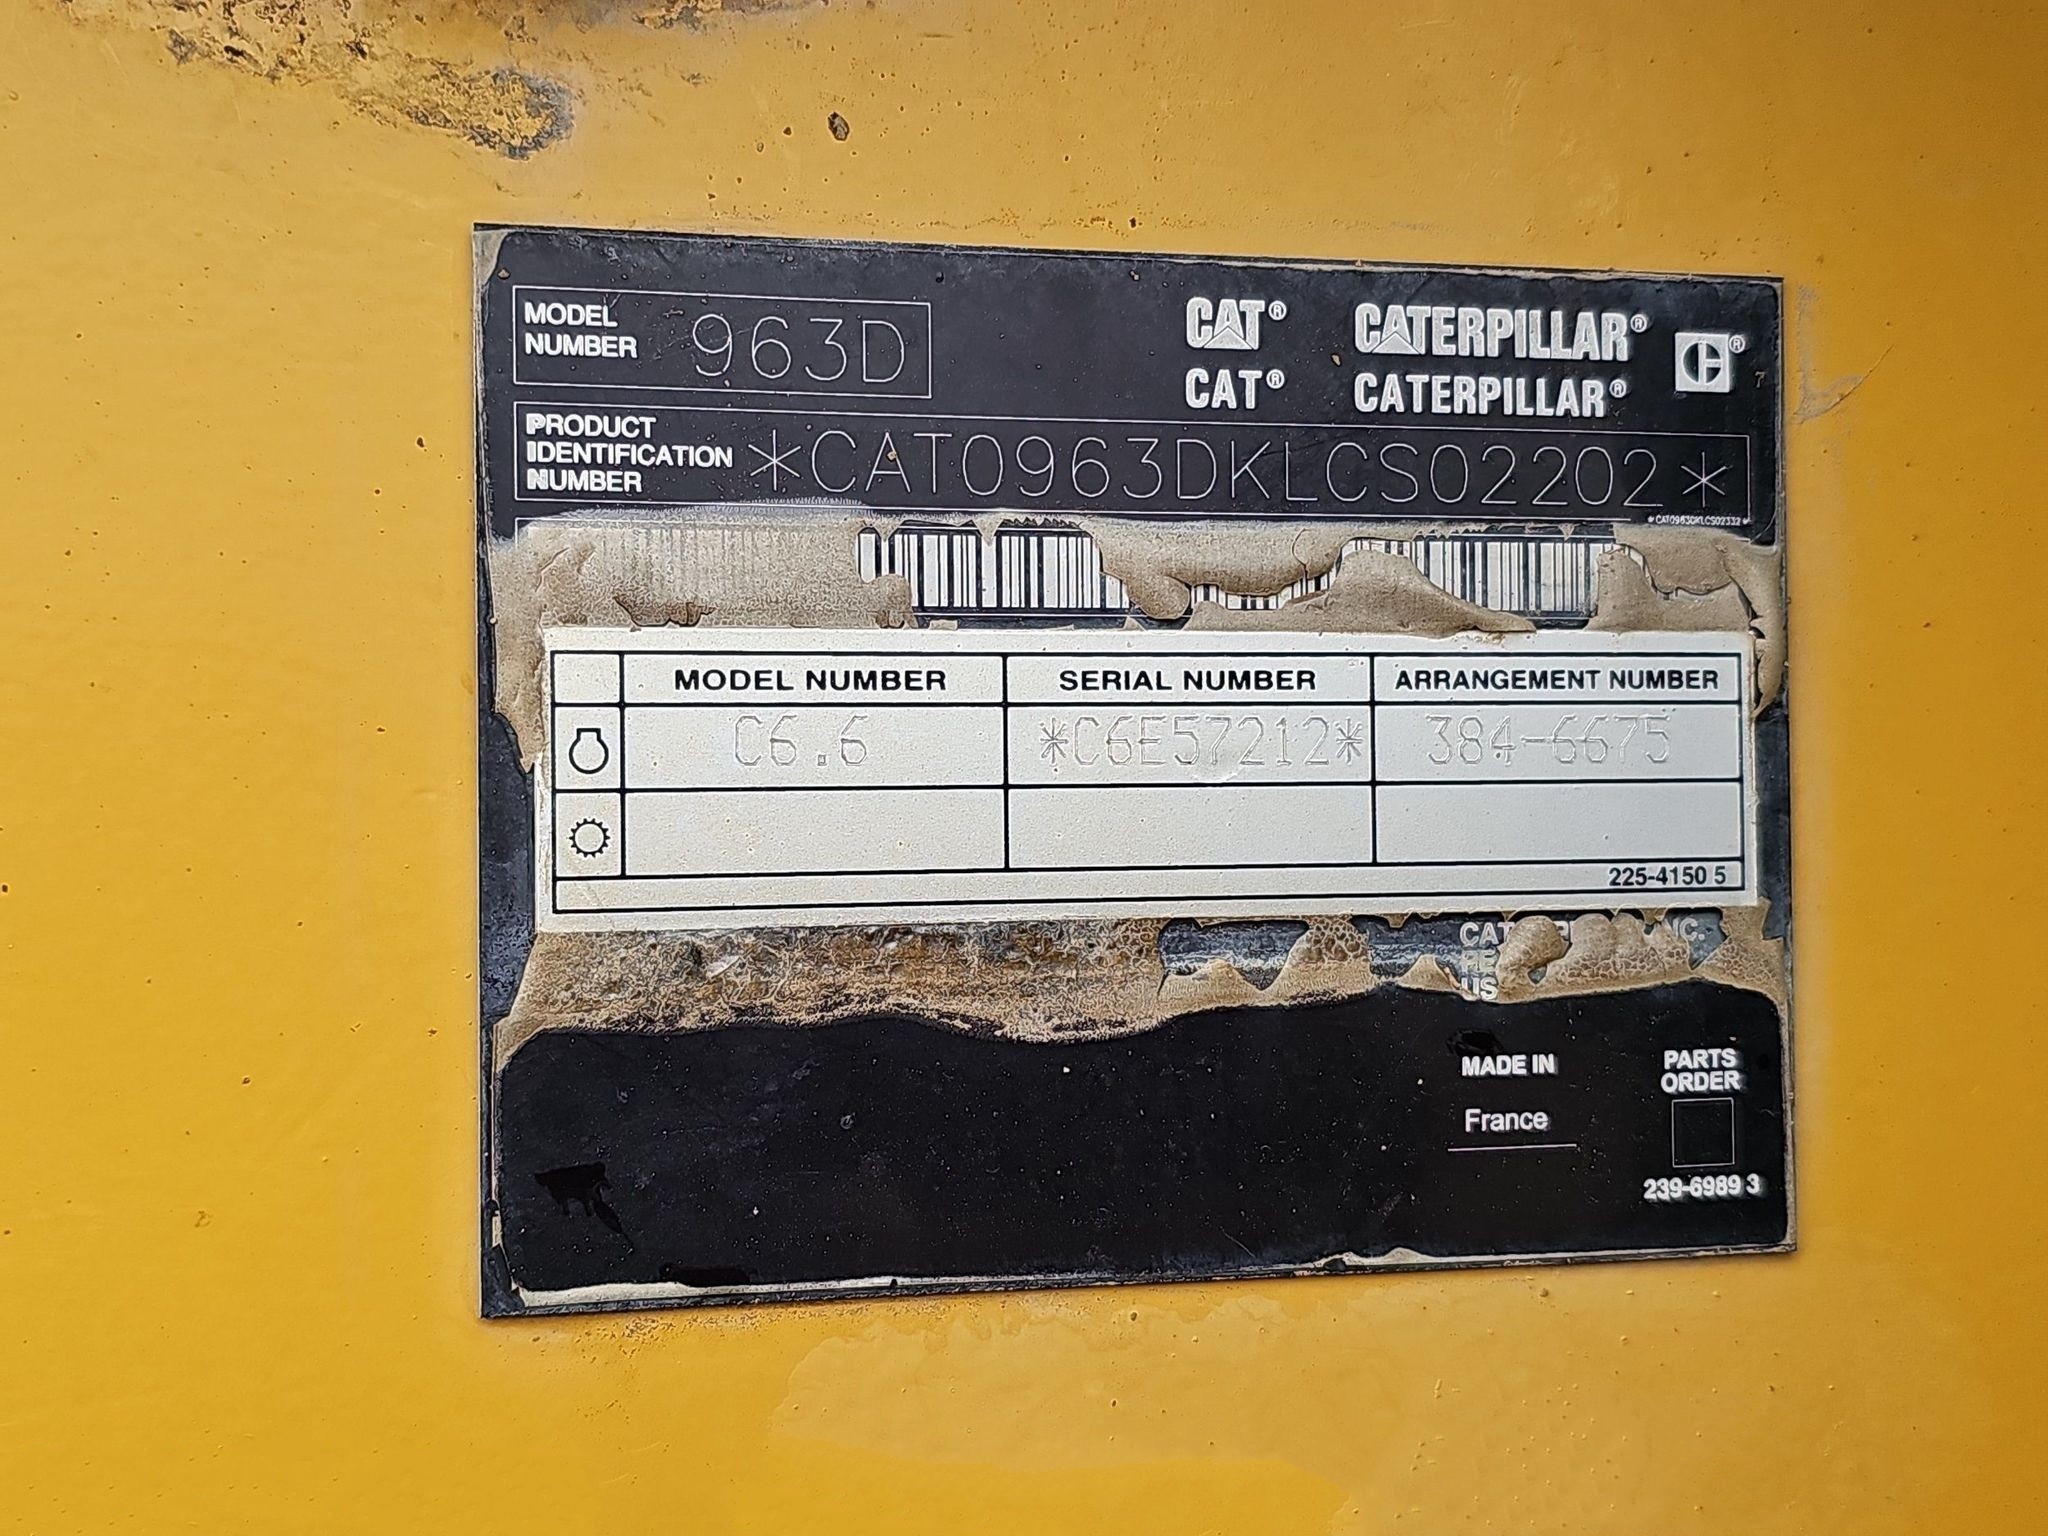 MODEL
NUMBER 963D
CAT® CATERPILLAR®
CAT® CATERPILLAR®
PRODUCT
IDENTIFICATION
NUMBER *CAT0963DKLCS02202*
MODEL NUMBER SERIAL NUMBER ARRANGEMENT NUMBER
C6.6 *C6E57212* 384-6675
225-4150 5
MADE IN
France
PARTS
ORDER
239-6989 3